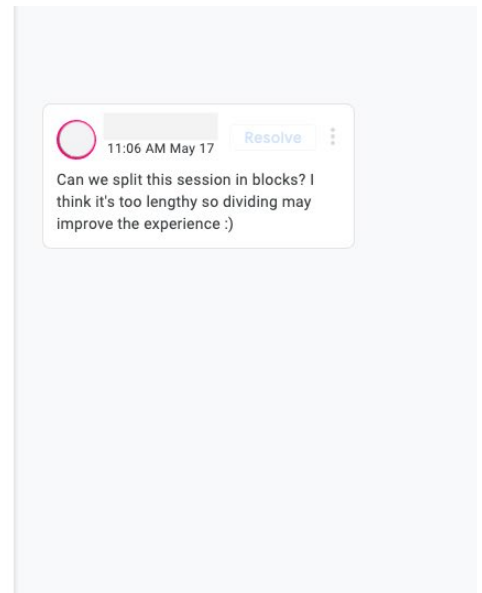 Resolve
11:06 AM May 17
Can we split this session in blocks? I
think it's too lengthy so dividing may
improve the experience :)